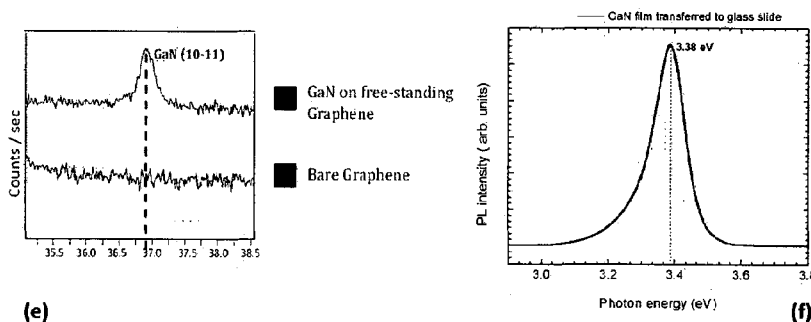 GaN (10-11)
Counts / sec
35.5 36.0 36.5 37.0 37.5 38.0 38.5
GaN on free-standing
Graphene
Bare Graphene
(e)
GaN film transferred to glass slide
3.38 eV
PL intensity ( arb. units)
3.0 3.2 3.4 3.6 3.8
Photon energy (eV)
(f)